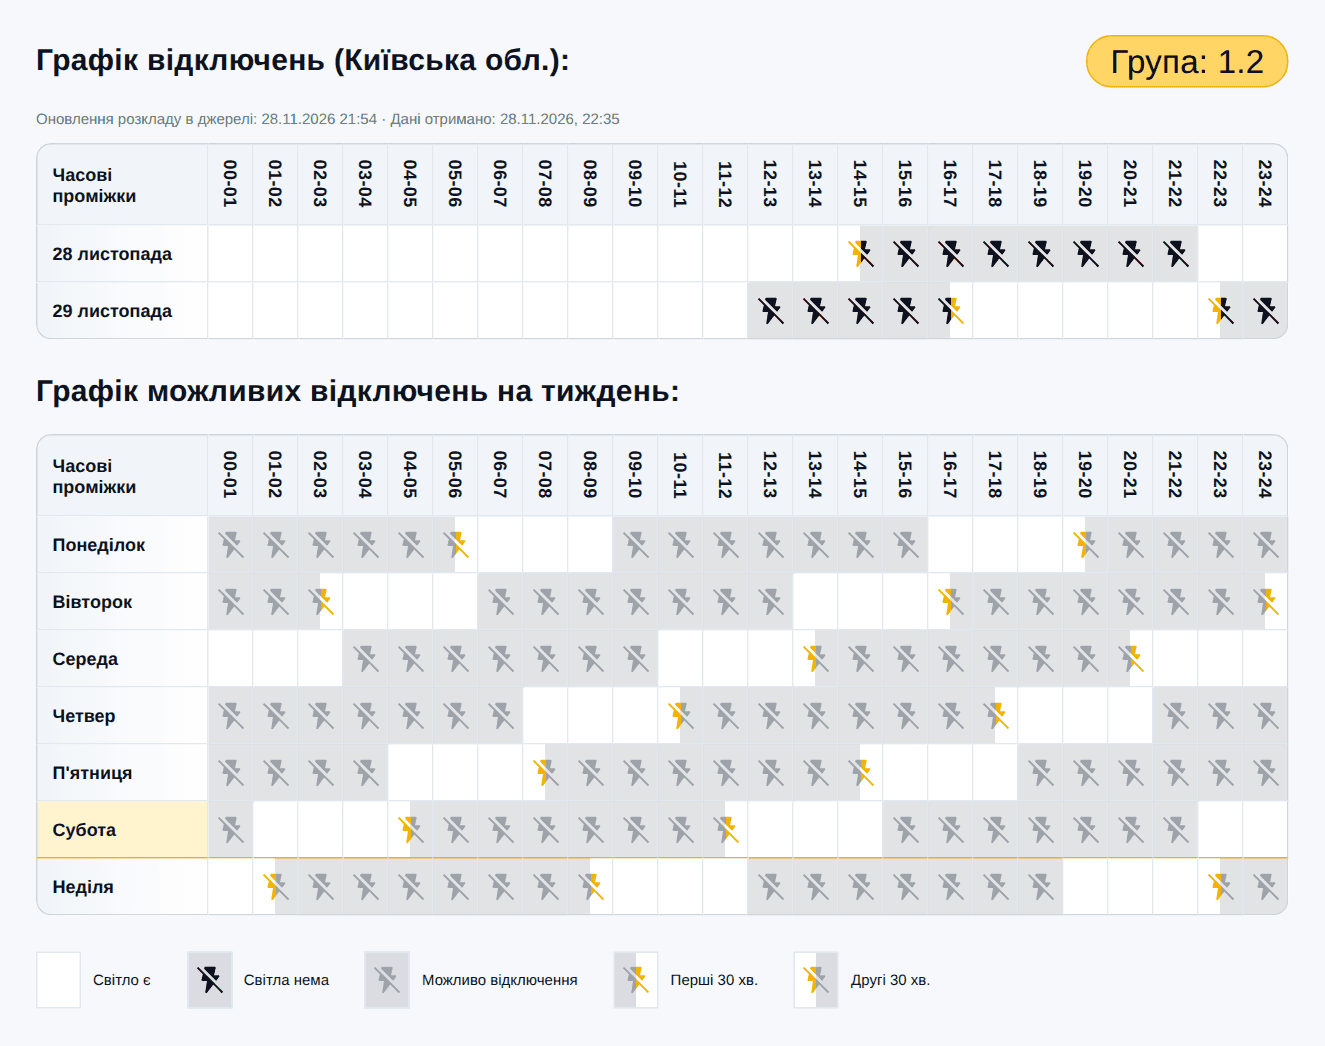 Графік відключень (Київська обл.):
Група: 1.2
Оновлення розкладу в джерелі: 28.11.2026 21:54 · Дані отримано: 28.11.2026, 22:35
Часові проміжки 00-01 01-02 02-03 03-04 04-05 05-06 06-07 07-08 08-09 09-10 10-11 11-12 12-13 13-14 14-15 15-16 16-17 17-18 18-19 19-20 20-21 21-22 22-23 23-24
28 листопада
29 листопада
Графік можливих відключень на тиждень:
Часові проміжки 00-01 01-02 02-03 03-04 04-05 05-06 06-07 07-08 08-09 09-10 10-11 11-12 12-13 13-14 14-15 15-16 16-17 17-18 18-19 19-20 20-21 21-22 22-23 23-24
Понеділок
Вівторок
Середа
Четвер
П'ятниця
Субота
Неділя
Світло є Світла нема Можливо відключення Перші 30 хв. Другі 30 хв.